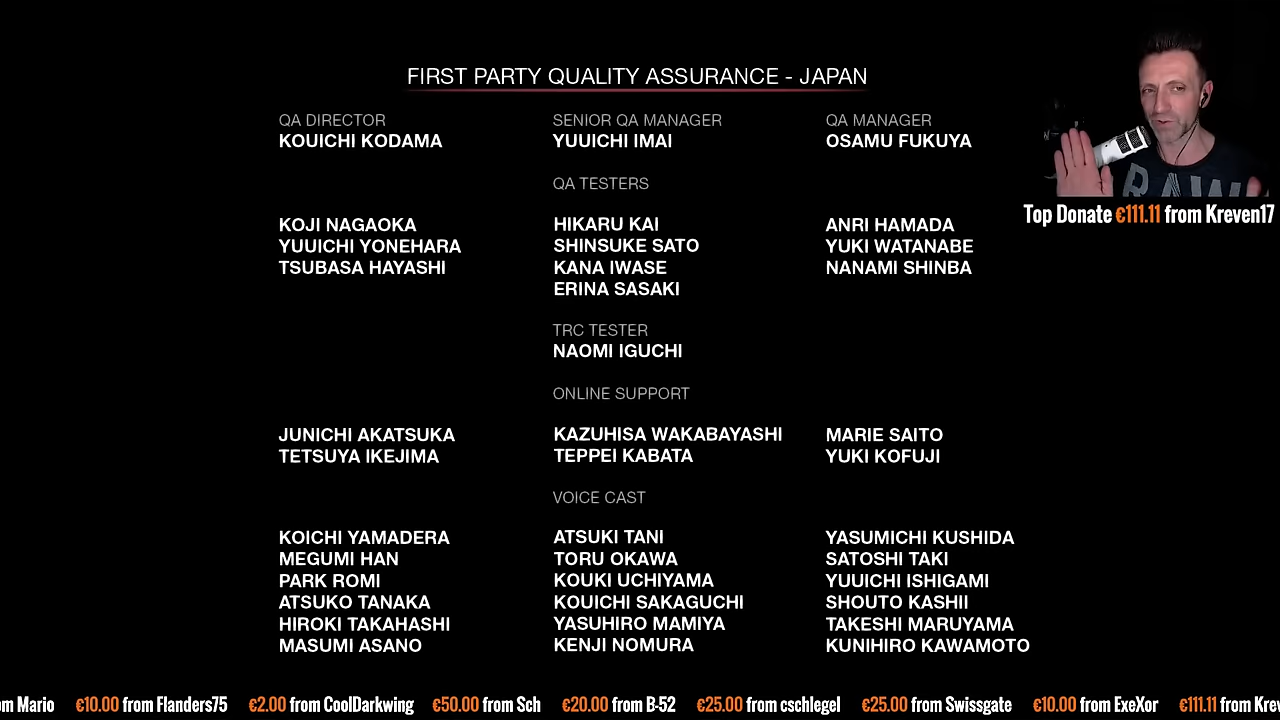 FIRST PARTY QUALITY ASSURANCE - JAPAN
QA DIRECTOR
KOUICHI KODAMA
SENIOR QA MANAGER
YUUICHI IMAI
QA MANAGER
OSAMU FUKUYA
QA TESTERS
KOJI NAGAOKA
YUUICHI YONEHARA
TSUBASA HAYASHI
HIKARU KAI
SHINSUKE SATO
KANA IWASE
ERINA SASAKI
ANRI HAMADA
YUKI WATANABE
NANAMI SHINBA
TRC TESTER
NAOMI IGUCHI
ONLINE SUPPORT
JUNICHI AKATSUKA
TETSUYA IKEJIMA
KAZUHISA WAKABAYASHI
TEPPEI KABATA
MARIE SAITO
YUKI KOFUJI
VOICE CAST
KOICHI YAMADERA
MEGUMI HAN
PARK ROMI
ATSUKO TANAKA
HIROKI TAKAHASHI
MASUMI ASANO
ATSUKI TANI
TORU OKAWA
KOUKI UCHIYAMA
KOUICHI SAKAGUCHI
YASUHIRO MAMIYA
KENJI NOMURA
YASUMICHI KUSHIDA
SATOSHI TAKI
YUUICHI ISHIGAMI
SHOUTO KASHII
TAKESHI MARUYAMA
KUNIHIRO KAWAMOTO
RAW
Top Donate €111.11 from Kreven17
om Mario €10.00 from Flanders75 €2.00 from CoolDarkwing €50.00 from Sch €20.00 from B-52 €25.00 from cschlegel €25.00 from Swissgate €10.00 from ExeXor €111.11 from Krev